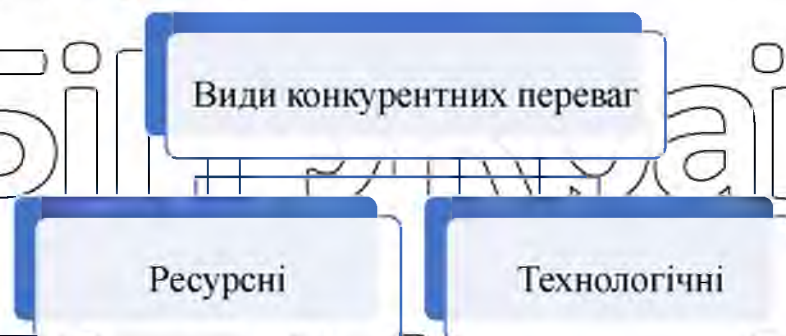 Види конкурентних переваг
Ресурсні
Технологічні